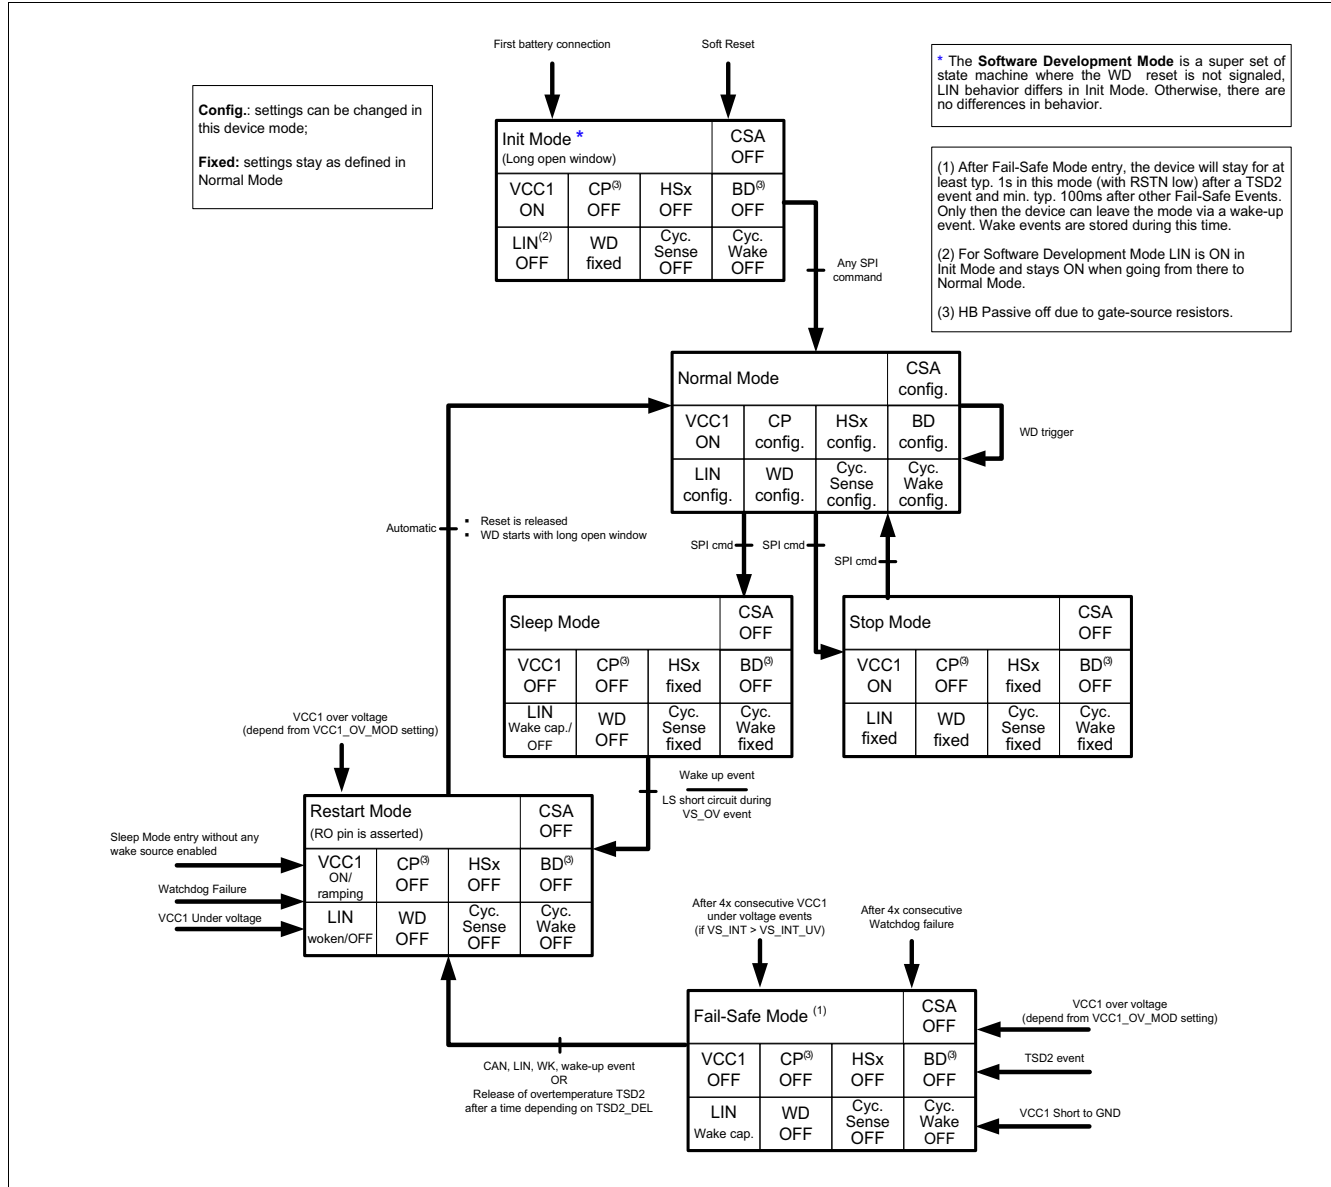 First battery connection
Soft Reset
* The Software Development Mode is a super set of
state machine where the WD reset is not signaled,
LIN behavior differs in Init Mode. Otherwise, there are
no differences in behavior.
Config.: settings can be changed in
this device mode;
Fixed: settings stay as defined in
Normal Mode
(1) After Fail-Safe Mode entry, the device will stay for at
least typ. 1s in this mode (with RSTN low) after a TSD2
event and min. typ. 100ms after other Fail-Safe Events.
Only then the device can leave the mode via a wake-up
event. Wake events are stored during this time.
(2) For Software Development Mode LIN is ON in
Init Mode and stays ON when going from there to
Normal Mode.
(3) HB Passive off due to gate-source resistors.
Init Mode *
(Long open window)
CSA
OFF
VCC1
ON
CP(3)
OFF
HSx
OFF
BD(3)
OFF
LIN(2)
OFF
WD
fixed
Cyc.
Sense
OFF
Cyc.
Wake
OFF
Any SPI
command
Normal Mode
CSA
config.
VCC1
ON
CP
config.
HSx
config.
BD
config.
LIN
config.
WD
config.
Cyc.
Sense
config.
Cyc.
Wake
config.
WD trigger
Automatic
▪ Reset is released
▪ WD starts with long open window
SPI cmd
SPI cmd
SPI cmd
Sleep Mode
CSA
OFF
VCC1
OFF
CP(3)
OFF
HSx
fixed
BD(3)
OFF
LIN
Wake cap./
OFF
WD
OFF
Cyc.
Sense
fixed
Cyc.
Wake
fixed
Stop Mode
CSA
OFF
VCC1
ON
CP(3)
OFF
HSx
fixed
BD(3)
OFF
LIN
fixed
WD
fixed
Cyc.
Sense
fixed
Cyc.
Wake
fixed
VCC1 over voltage
(depend from VCC1_OV_MOD setting)
Wake up event
LS short circuit during
VS_OV event
Sleep Mode entry without any
wake source enabled
Watchdog Failure
VCC1 Under voltage
Restart Mode
(RO pin is asserted)
CSA
OFF
VCC1
ON/
ramping
CP(3)
OFF
HSx
OFF
BD(3)
OFF
LIN
woken/OFF
WD
OFF
Cyc.
Sense
OFF
Cyc.
Wake
OFF
After 4x consecutive VCC1
under voltage events
(if VS_INT > VS_INT_UV)
After 4x consecutive
Watchdog failure
Fail-Safe Mode (1)
CSA
OFF
VCC1
OFF
CP(3)
OFF
HSx
OFF
BD(3)
OFF
LIN
Wake cap.
WD
OFF
Cyc.
Sense
OFF
Cyc.
Wake
OFF
VCC1 over voltage
(depend from VCC1_OV_MOD setting)
TSD2 event
VCC1 Short to GND
CAN, LIN, WK, wake-up event
OR
Release of overtemperature TSD2
after a time depending on TSD2_DEL